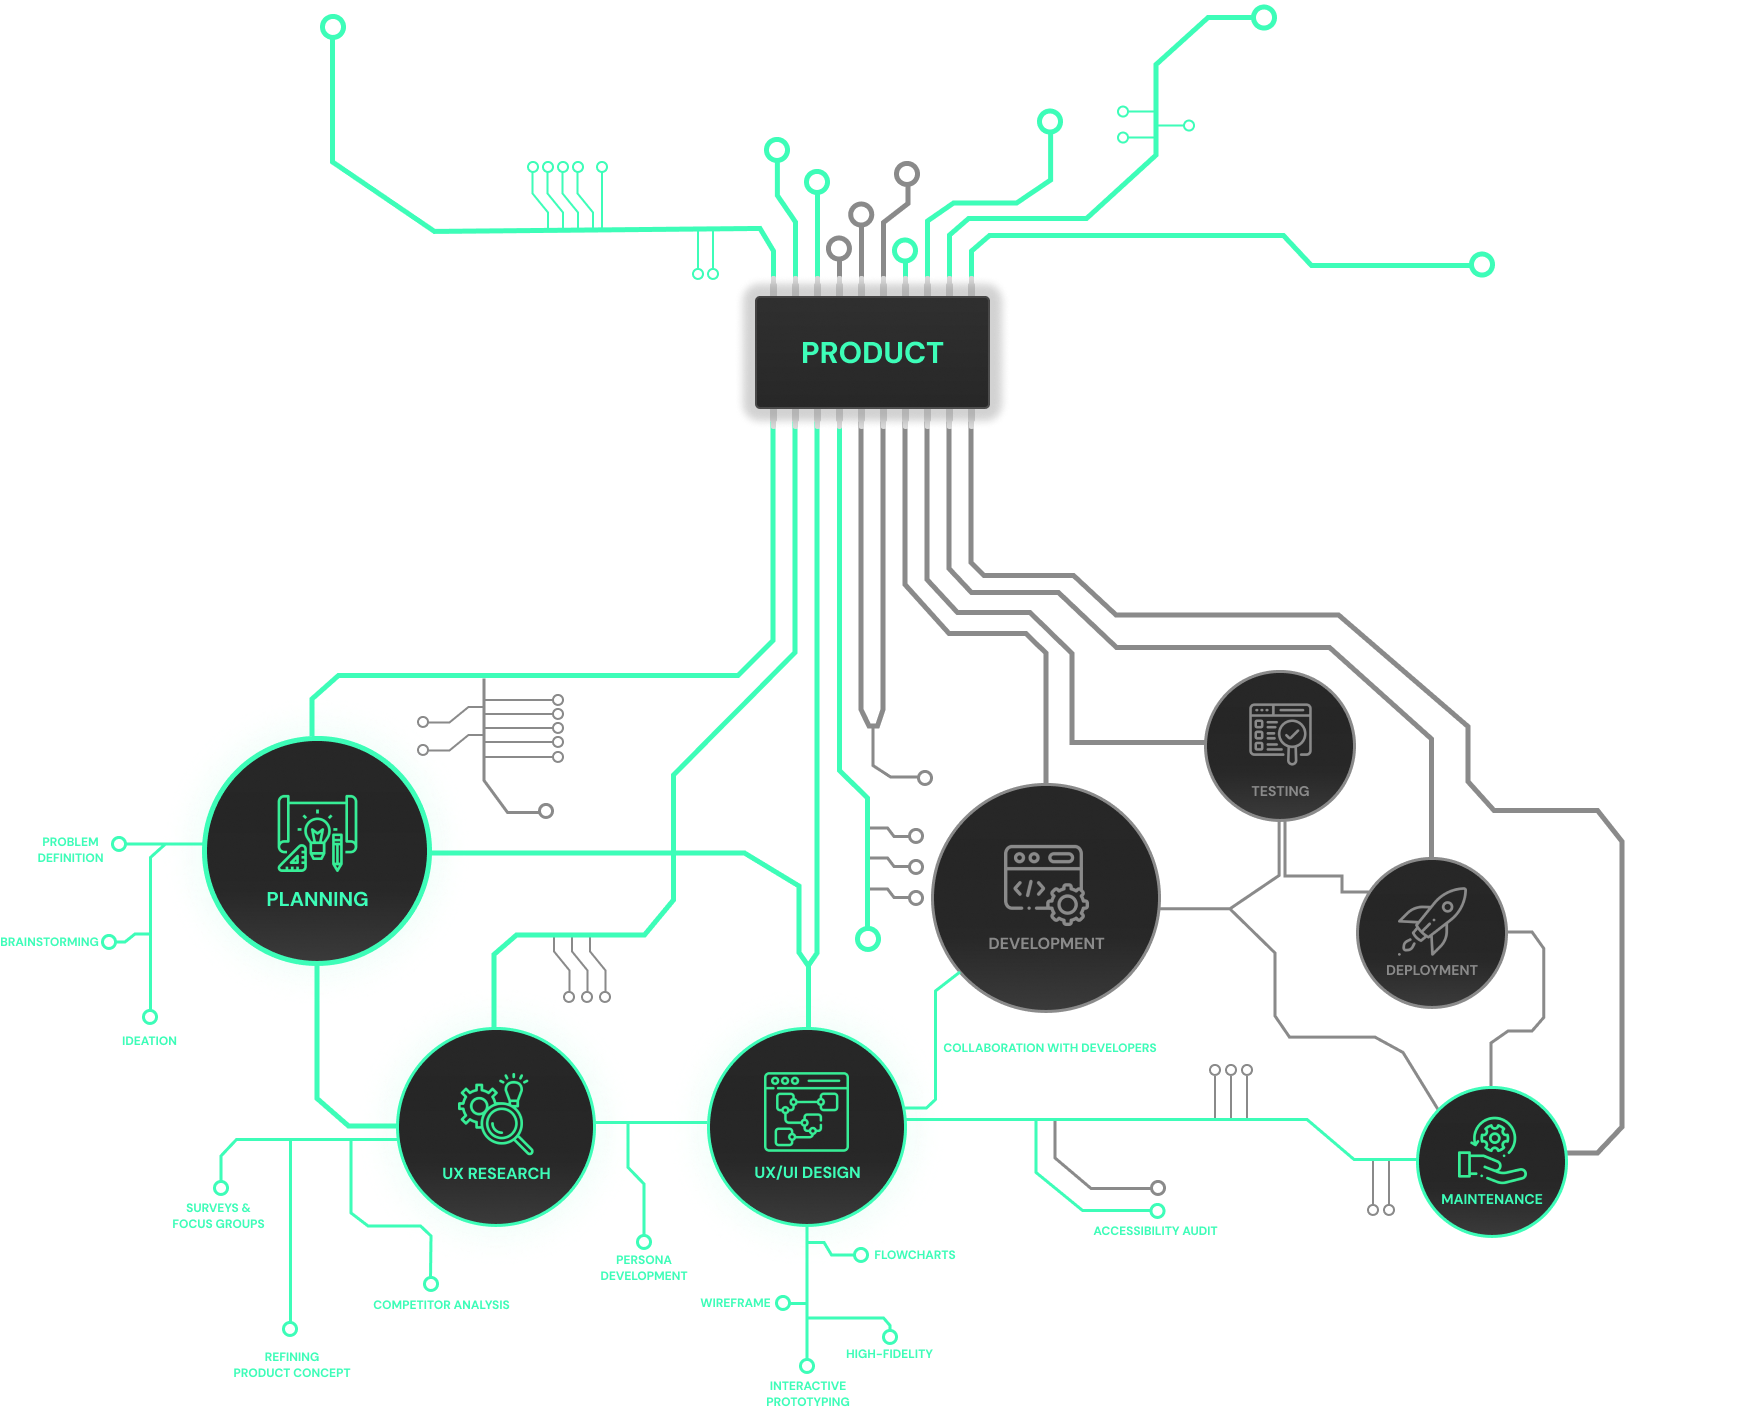 PRODUCT
TESTING
PROBLEM
DEFINITION
PLANNING
BRAINSTORMING
DEVELOPMENT
DEPLOYMENT
IDEATION
COLLABORATION WITH DEVELOPERS
UX RESEARCH
UX/UI DESIGN
MAINTENANCE
SURVEYS &
FOCUS GROUPS
ACCESSIBILITY AUDIT
PERSONA
DEVELOPMENT
FLOWCHARTS
COMPETITOR ANALYSIS
WIREFRAME
HIGH-FIDELITY
REFINING
PRODUCT CONCEPT
INTERACTIVE
PROTOTYPING